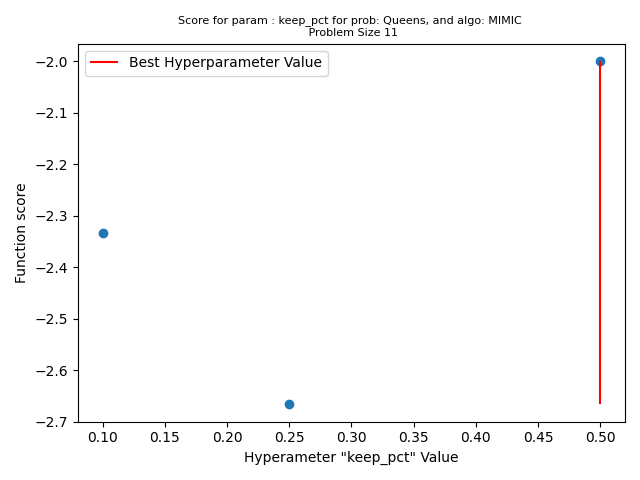 Score for param : keep_pct for prob: Queens, and algo: MIMIC
Problem Size 11
Best Hyperparameter Value
−2.0
−2.1
−2.2
−2.3
−2.4
−2.5
−2.6
−2.7
Function score
0.10 0.15 0.20 0.25 0.30 0.35 0.40 0.45 0.50
Hyperameter "keep_pct" Value